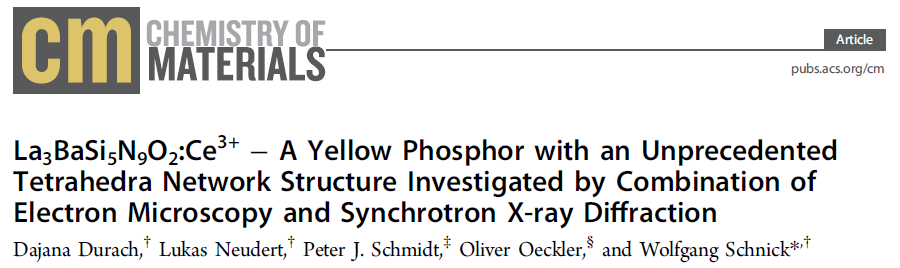 cm CHEMISTRY OF
MATERIALS
Article
pubs.acs.org/cm
La₃BaSi₅N₉O₂:Ce³⁺ − A Yellow Phosphor with an Unprecedented
Tetrahedra Network Structure Investigated by Combination of
Electron Microscopy and Synchrotron X-ray Diffraction
Dajana Durach,† Lukas Neudert,† Peter J. Schmidt,‡ Oliver Oeckler,§ and Wolfgang Schnick*,†